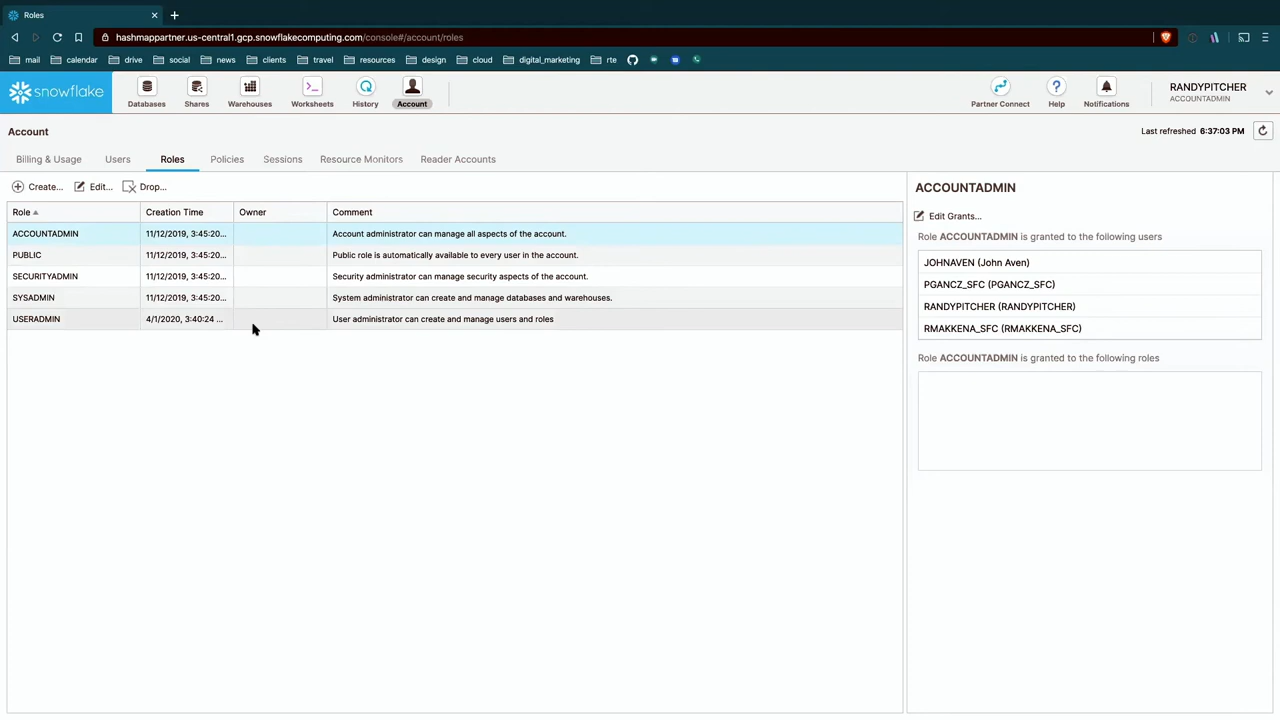 Roles
hashmappartner.us-central1.gcp.snowflakecomputing.com/console#/account/roles
mail calendar drive social news clients travel resources design cloud digital_marketing rte
snowflake
Databases Shares Warehouses Worksheets History Account Partner Connect Help Notifications
RANDYPITCHER
ACCOUNTADMIN
Account
Last refreshed 6:37:03 PM
Billing & Usage Users Roles Policies Sessions Resource Monitors Reader Accounts
Create... Edit... Drop...
Role Creation Time Owner Comment
ACCOUNTADMIN 11/12/2019, 3:45:20... Account administrator can manage all aspects of the account.
PUBLIC 11/12/2019, 3:45:20... Public role is automatically available to every user in the account.
SECURITYADMIN 11/12/2019, 3:45:20... Security administrator can manage security aspects of the account.
SYSADMIN 11/12/2019, 3:45:20... System administrator can create and manage databases and warehouses.
USERADMIN 4/1/2020, 3:40:24 ... User administrator can create and manage users and roles
ACCOUNTADMIN
Edit Grants...
Role ACCOUNTADMIN is granted to the following users
JOHNAVEN (John Aven)
PGANCZ_SFC (PGANCZ_SFC)
RANDYPITCHER (RANDYPITCHER)
RMAKKENA_SFC (RMAKKENA_SFC)
Role ACCOUNTADMIN is granted to the following roles